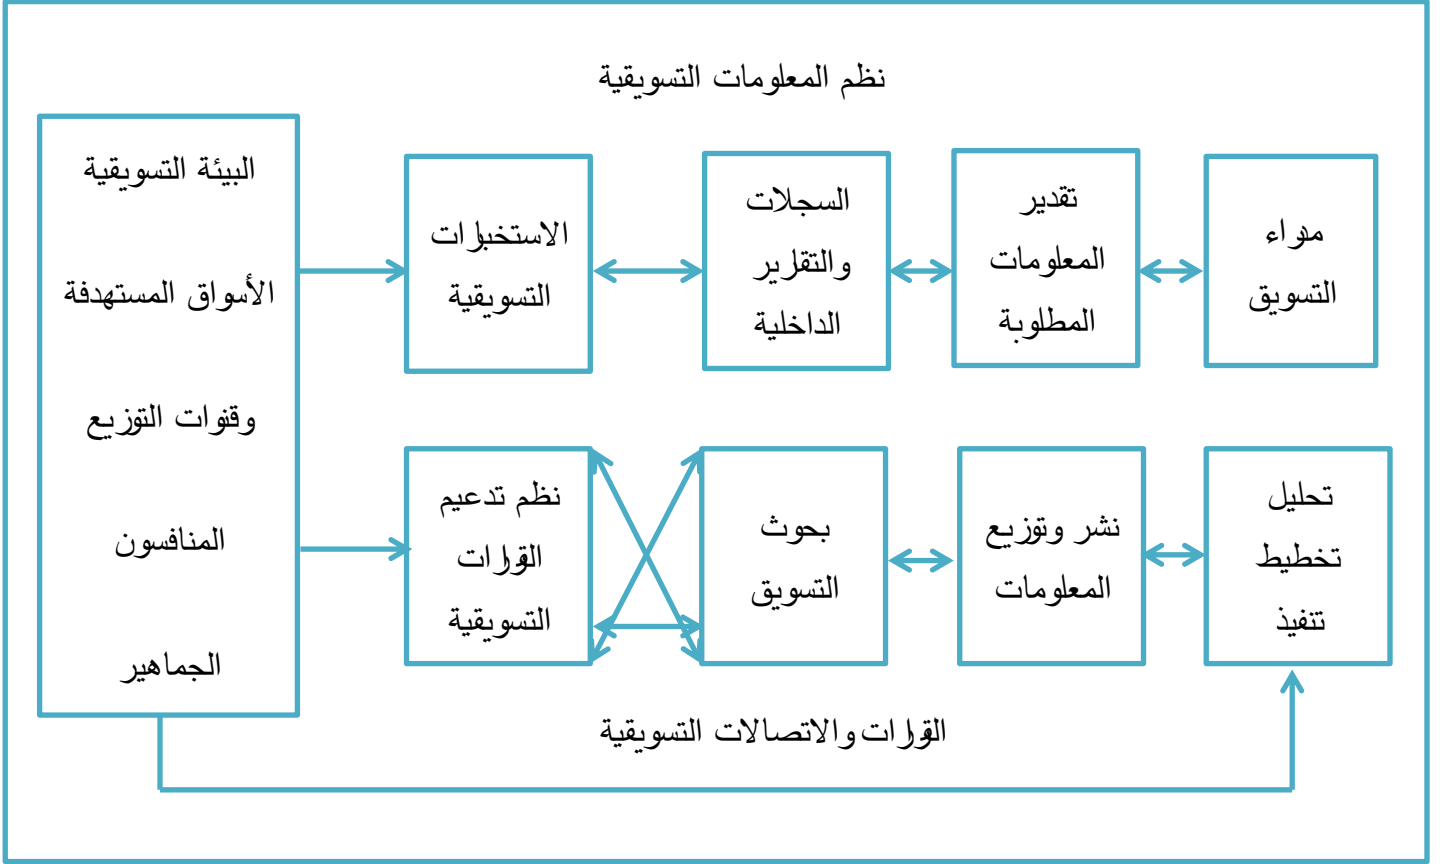 نظم المعلومات التسويقية
البيئة التسويقية
الأسواق المستهدفة
وقنوات التوزيع
المنافسون
الجماهير
الاستخبارات
التسويقية
السجلات
والتقارير
الداخلية
تقدير
المعلومات
المطلوبة
مدراء
التسويق
نظم تدعيم
القرارات
التسويقية
بحوث
التسويق
نشر وتوزيع
المعلومات
تحليل
تخطيط
تنفيذ
القرارات والاتصالات التسويقية